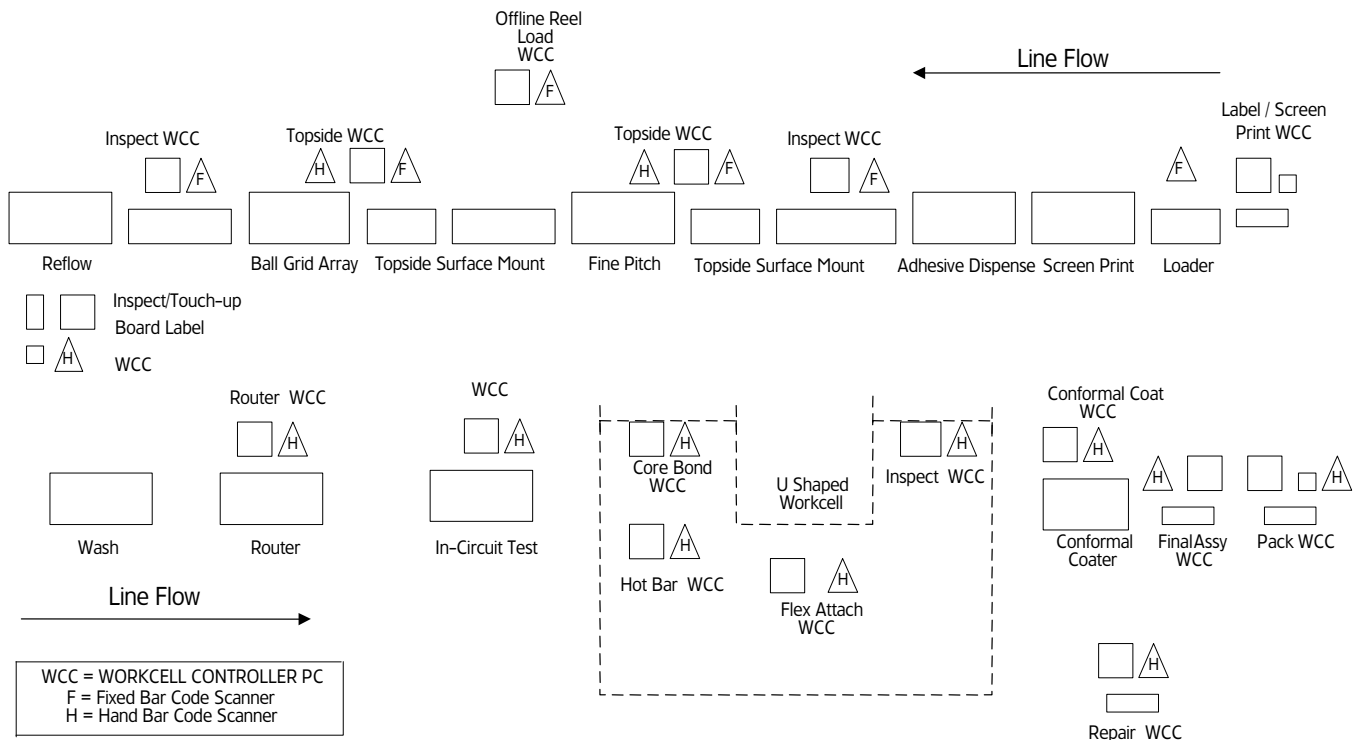 Offline Reel
Load
WCC
F
Line Flow
Label / Screen
Print WCC
Inspect WCC
F
Topside WCC
H
F
Topside WCC
H
F
Inspect WCC
F
F
Reflow
Ball Grid Array
Topside Surface Mount
Fine Pitch
Topside Surface Mount
Adhesive Dispense
Screen Print
Loader
Inspect/Touch-up
Board Label
H
WCC
Router WCC
H
WCC
H
Core Bond
WCC
H
U Shaped
Workcell
Inspect WCC
H
Conformal Coat
WCC
H
H
H
Wash
Router
In-Circuit Test
Hot Bar WCC
H
Flex Attach
WCC
H
Conformal
Coater
FinalAssy
WCC
Pack WCC
Line Flow
WCC = WORKCELL CONTROLLER PC
F = Fixed Bar Code Scanner
H = Hand Bar Code Scanner
H
Repair WCC